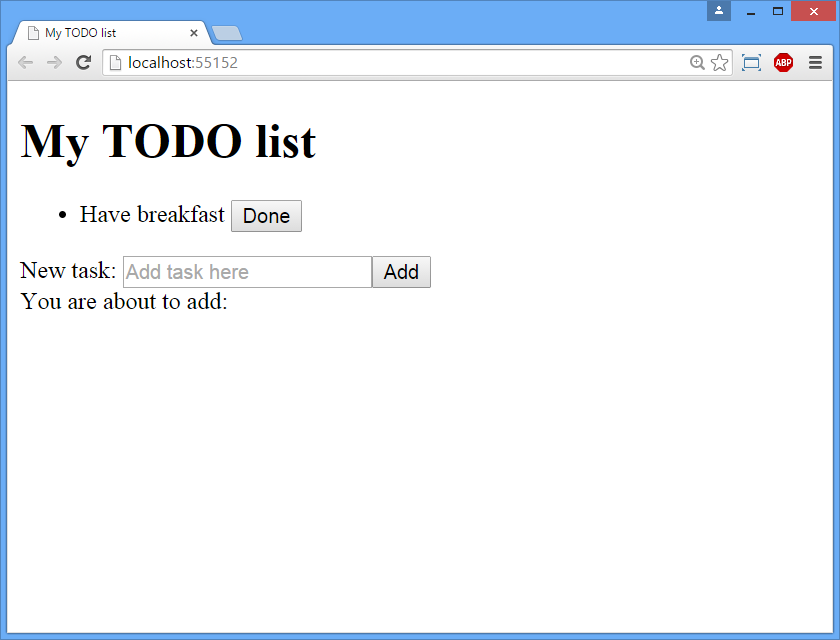 My TODO list
localhost:55152
ABP
My TODO list
Have breakfast Done
New task: Add task here Add
You are about to add: